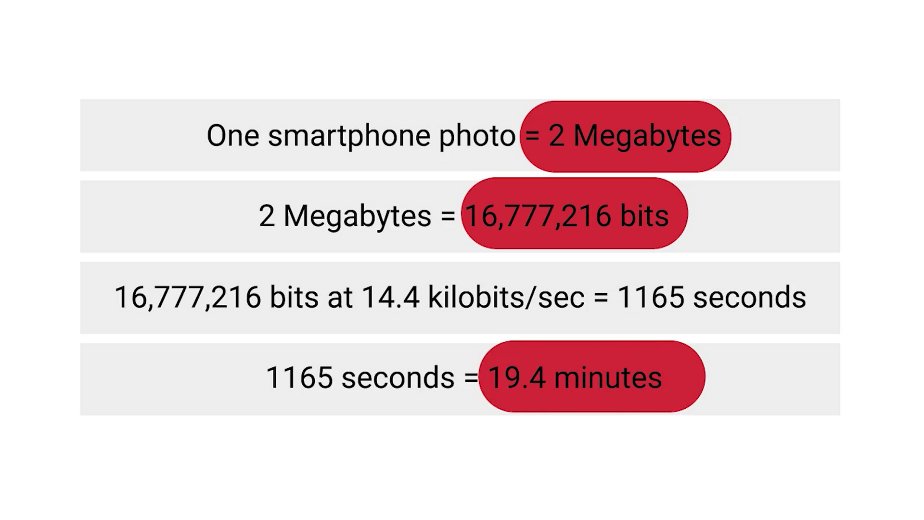 One smartphone photo = 2 Megabytes
2 Megabytes = 16,777,216 bits
16,777,216 bits at 14.4 kilobits/sec = 1165 seconds
1165 seconds = 19.4 minutes